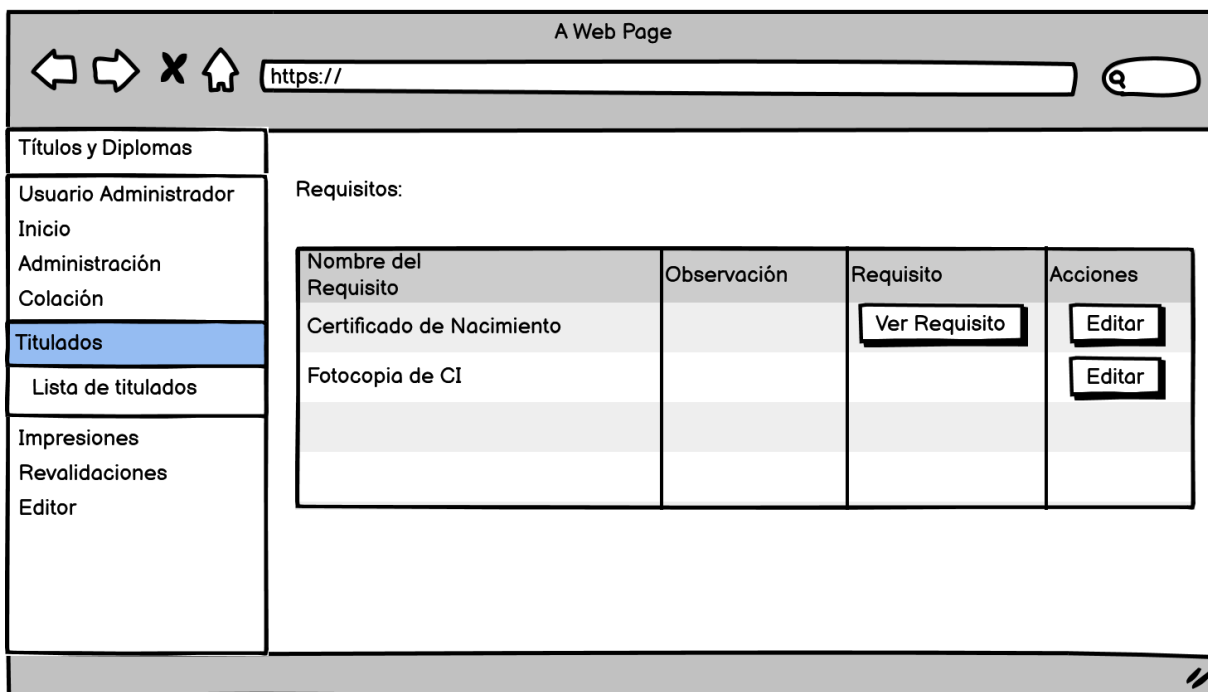 A Web Page
https://
Títulos y Diplomas
Usuario Administrador
Inicio
Administración
Colación
Titulados
Lista de titulados
Impresiones
Revalidaciones
Editor
Requisitos:
Nombre del
Requisito
Observación
Requisito
Acciones
Certificado de Nacimiento
Ver Requisito
Editar
Fotocopia de CI
Editar